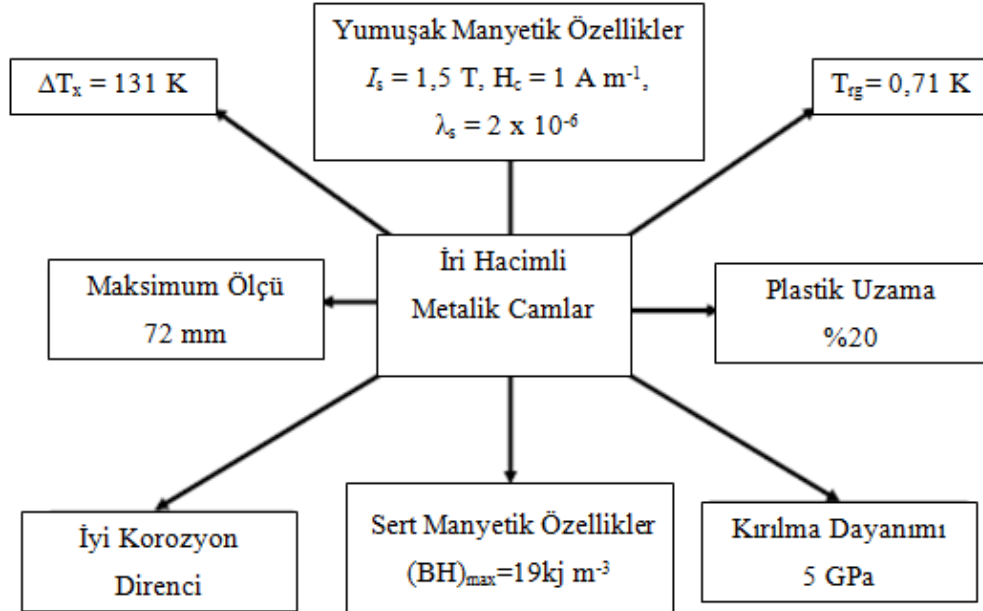 Yumuşak Manyetik Özellikler
Iₛ = 1,5 T, H꜀ = 1 A m⁻¹,
λₛ = 2 x 10⁻⁶
ΔTₓ = 131 K
T_rg= 0,71 K
İri Hacimli
Metalik Camlar
Maksimum Ölçü
72 mm
Plastik Uzama
%20
İyi Korozyon
Direnci
Sert Manyetik Özellikler
(BH)ₘₐₓ=19kj m⁻³
Kırılma Dayanımı
5 GPa